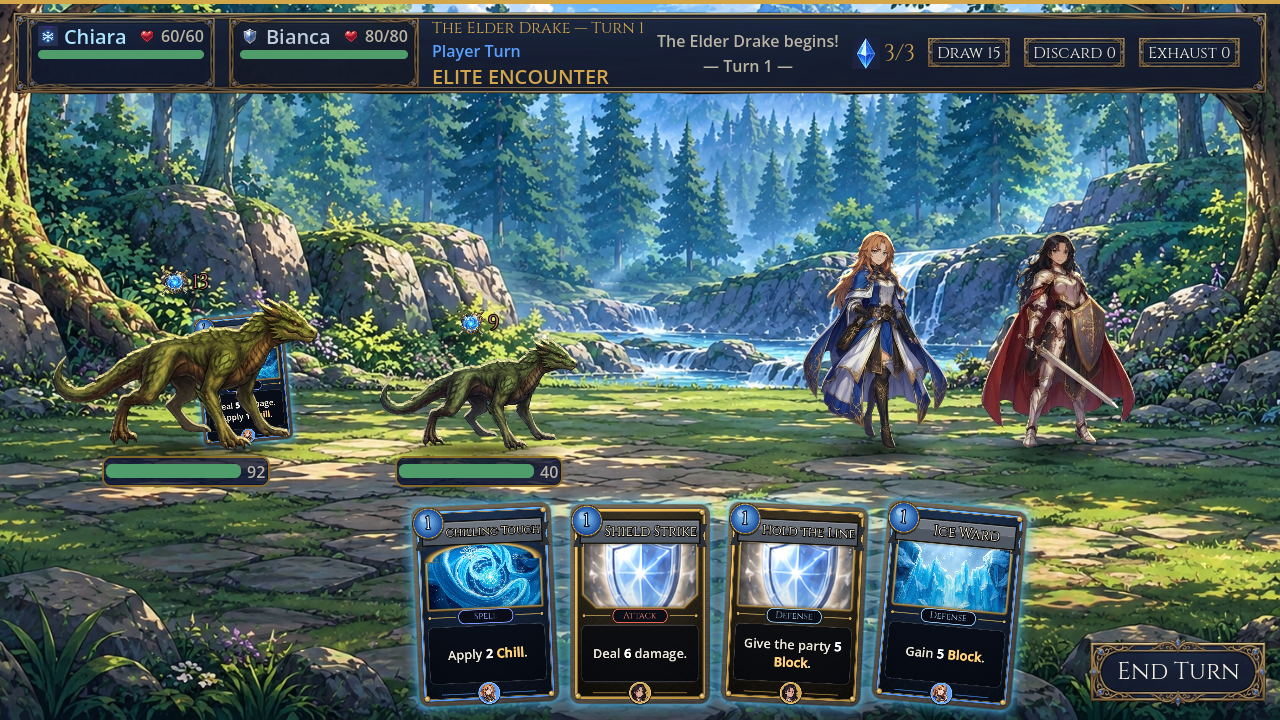 Chiara 60/60
Bianca 80/80
THE ELDER DRAKE — TURN 1
Player Turn
ELITE ENCOUNTER
The Elder Drake begins!
— Turn 1 —
3/3
DRAW 15
DISCARD 0
EXHAUST 0
13
9
92
40
1
CHILLING TOUCH
SPELL
Apply 2 Chill.
1
SHIELD STRIKE
ATTACK
Deal 6 damage.
1
HOLD THE LINE
DEFENSE
Give the party 5
Block.
1
ICE WARD
DEFENSE
Gain 5 Block.
END TURN